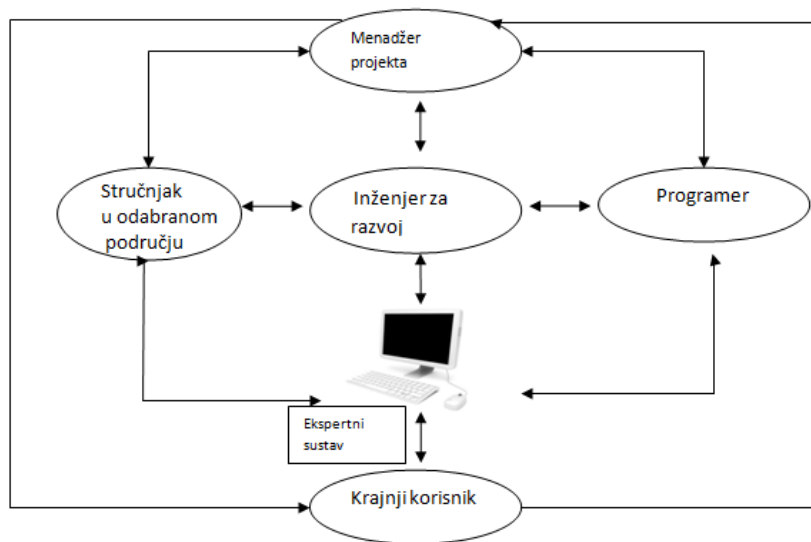 Menadžer
projekta
Stručnjak
u odabranom
području
Inženjer za
razvoj
Programer
Ekspertni
sustav
Krajnji korisnik